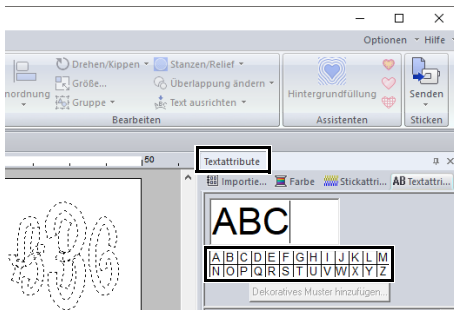 Optionen Hilfe
Drehen/Kippen Stanzen/Relief
Größe... Überlappung ändern
nordnung Gruppe Text ausrichten
Hintergrundfüllung Senden
Bearbeiten Assistenten Sticken
50 Textattribute
Importie... Farbe Stickattri... AB Textattri...
ABC
A B C D E F G H I J K L M
N O P Q R S T U V W X Y Z
Dekoratives Muster hinzufügen...